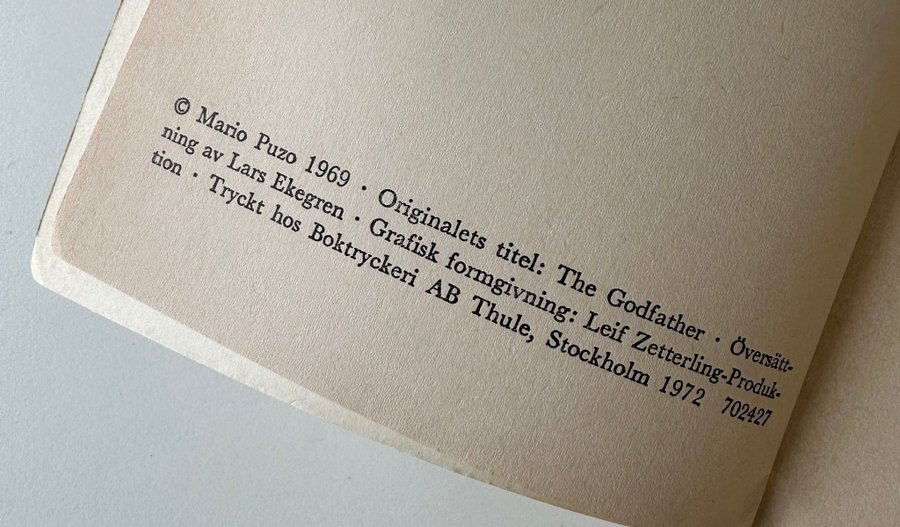 © Mario Puzo 1969 · Originalets titel: The Godfather · Översätt-
ning av Lars Ekegren · Grafisk formgivning: Leif Zetterling-Produk-
tion · Tryckt hos Boktryckeri AB Thule, Stockholm 1972 702427